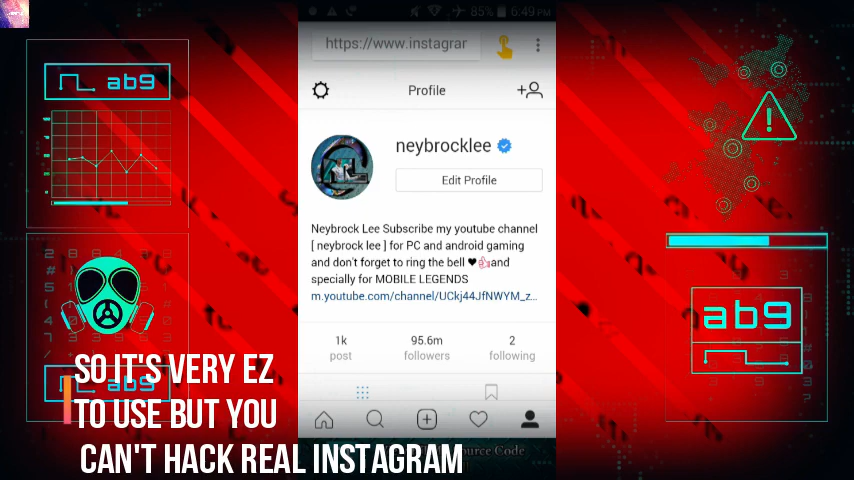 85% 6:49 PM
https://www.instagrar
Profile
neybrocklee
Edit Profile
Neybrock Lee Subscribe my youtube channel
[ neybrock lee ] for PC and android gaming
and don't forget to ring the bell ❤👍and
specially for MOBILE LEGENDS
m.youtube.com/channel/UCkj44JfNWYM_z...
1k 95.6m 2
post followers following
ab9
ab9
ab9
SO IT'S VERY EZ
TO USE BUT YOU
CAN'T HACK REAL INSTAGRAM
ource Code